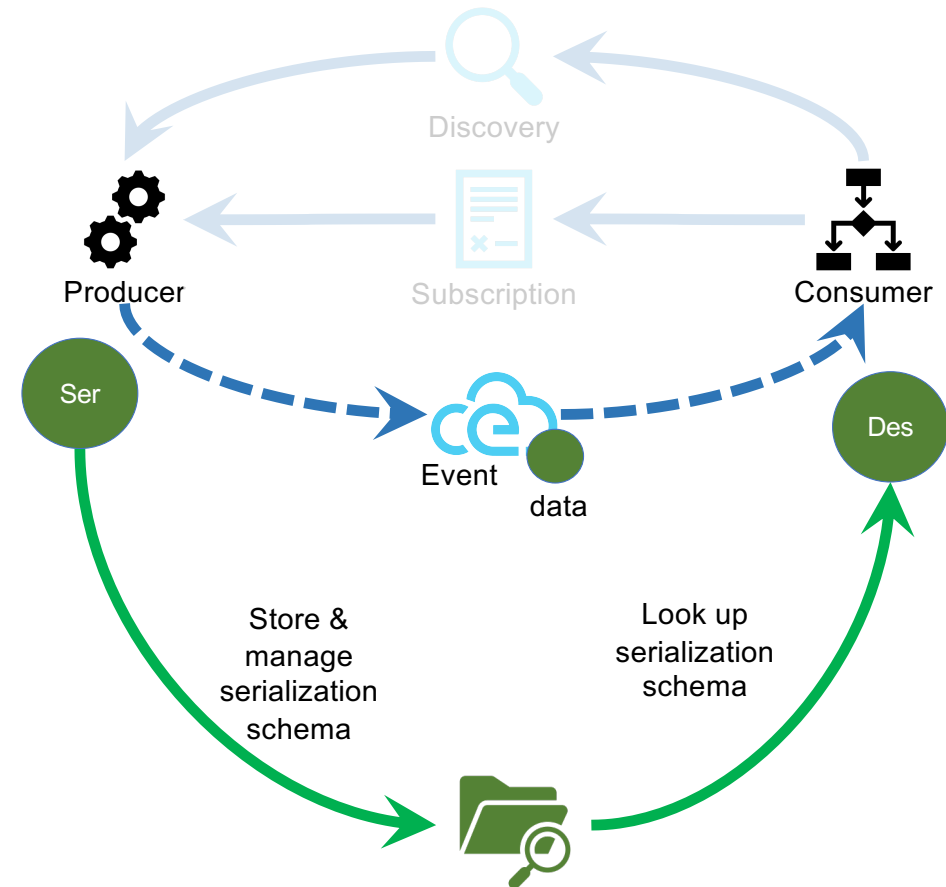 Discovery
Subscription
Producer
Consumer
Ser
Des
Event
data
Store &
manage
serialization
schema
Look up
serialization
schema